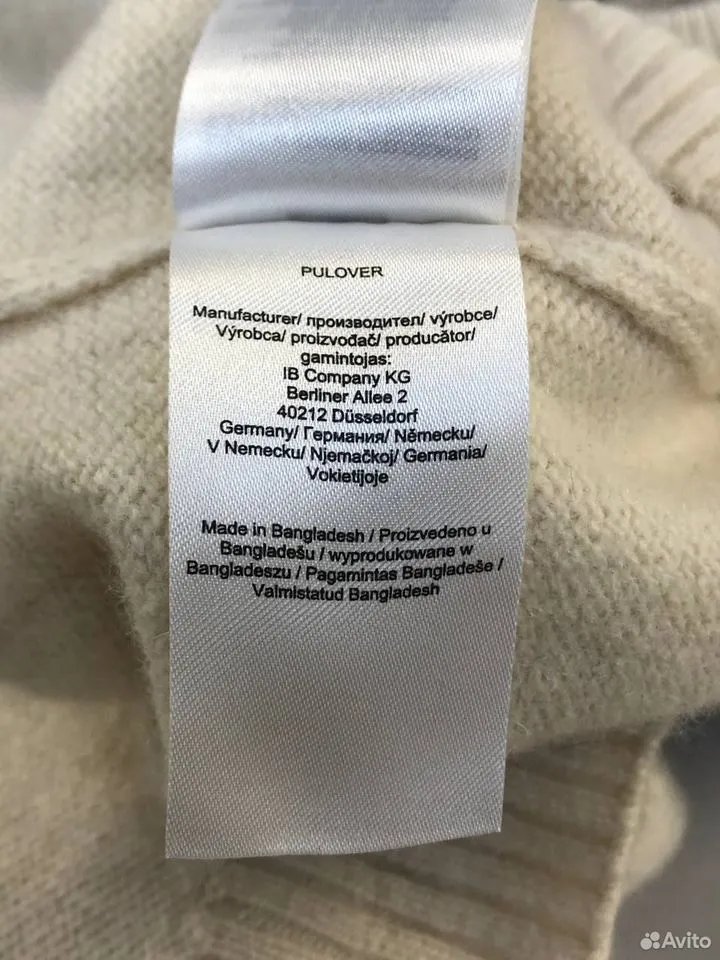 PULOVER
Manufacturer/ производител/ výrobce/
Výrobca/ proizvođač/ producător/
gamintojas:
IB Company KG
Berliner Allee 2
40212 Düsseldorf
Germany/ Германия/ Německu/
V Nemecku/ Njemačkoj/ Germania/
Vokietijoje
Made in Bangladesh / Proizvedeno u
Bangladešu / wyprodukowane w
Bangladeszu / Pagamintas Bangladeše /
Valmistatud Bangladesh
Avito